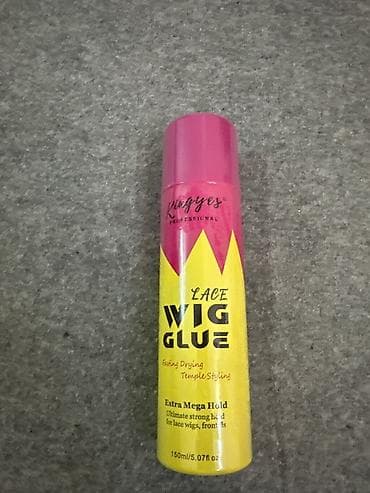 Ringyes
PROFESSIONAL
LACE
WIG
GLUE
Drying
Temple Styling
Extra Mega Hold
Ultimate strong hold
for lace wigs, frontals
150ml/5.07fl oz